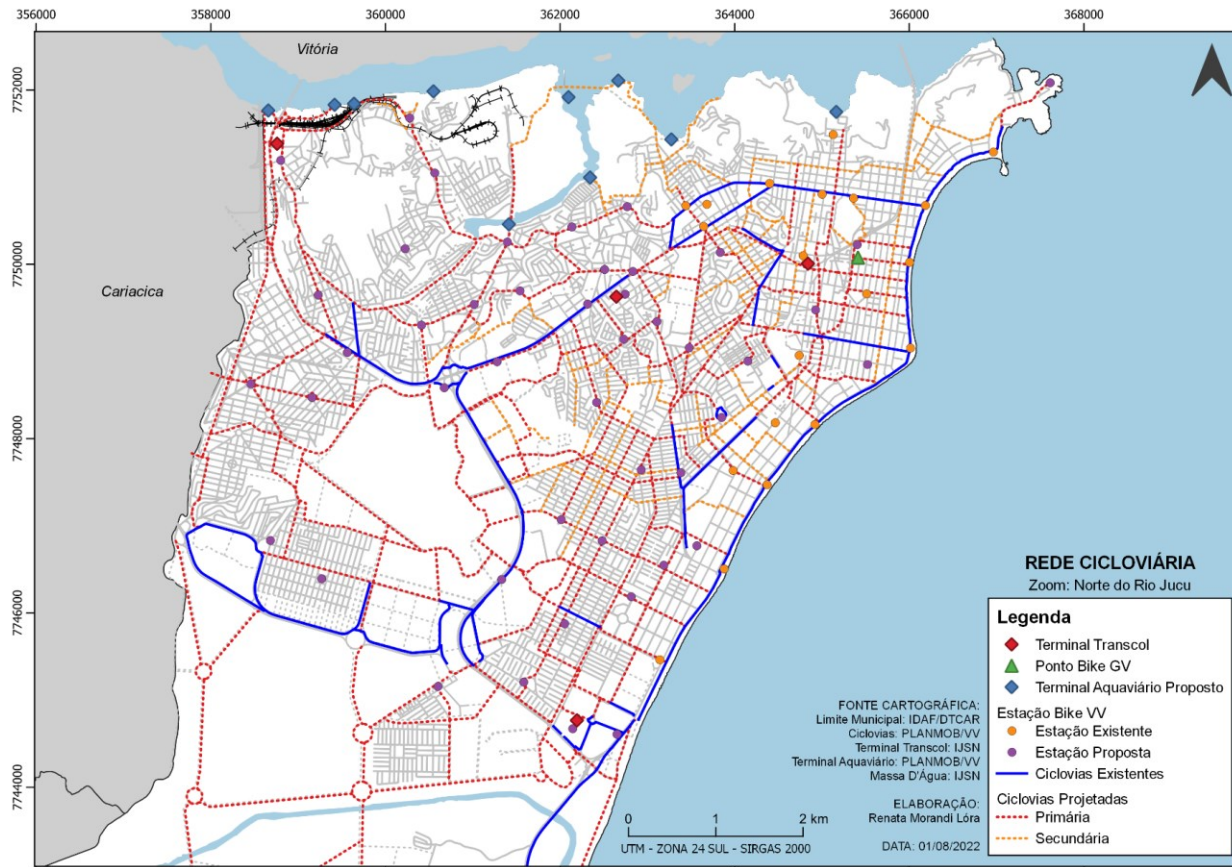 356000
358000
360000
362000
364000
366000
368000
Vitória
7752000
7750000
Cariacica
7748000
7746000
7744000
REDE CICLOVIÁRIA
Zoom: Norte do Rio Jucu
Legenda
Terminal Transcol
Ponto Bike GV
Terminal Aquaviário Proposto
Estação Bike VV
Estação Existente
Estação Proposta
Ciclovias Existentes
Ciclovias Projetadas
Primária
Secundária
FONTE CARTOGRÁFICA:
Limite Municipal: IDAF/DTCAR
Ciclovias: PLANMOB/VV
Terminal Transcol: IJSN
Terminal Aquaviário: PLANMOB/VV
Massa D'Água: IJSN
ELABORAÇÃO:
Renata Morandi Lóra
DATA: 01/08/2022
0 1 2 km
UTM - ZONA 24 SUL - SIRGAS 2000